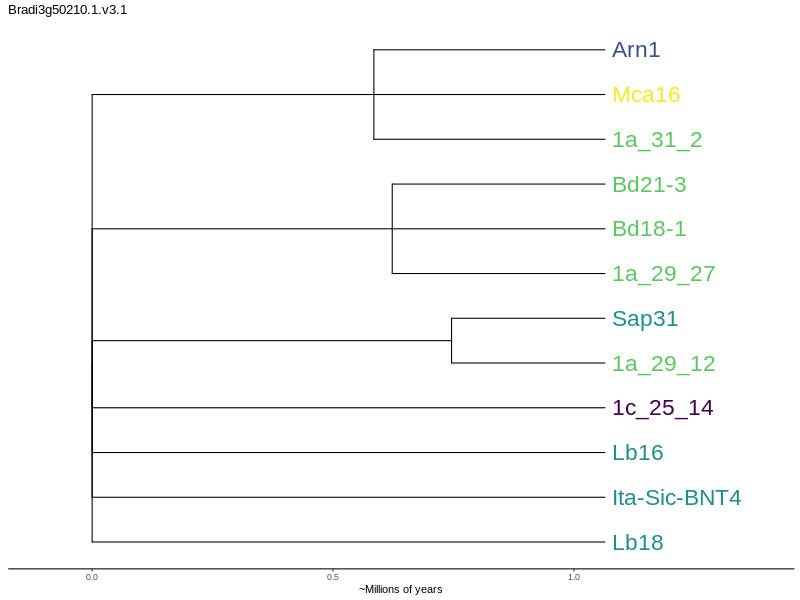 Bradi3g50210.1.v3.1
Arn1
Mca16
1a_31_2
Bd21-3
Bd18-1
1a_29_27
Sap31
1a_29_12
1c_25_14
Lb16
Ita-Sic-BNT4
Lb18
0.0 0.5 1.0
~Millions of years